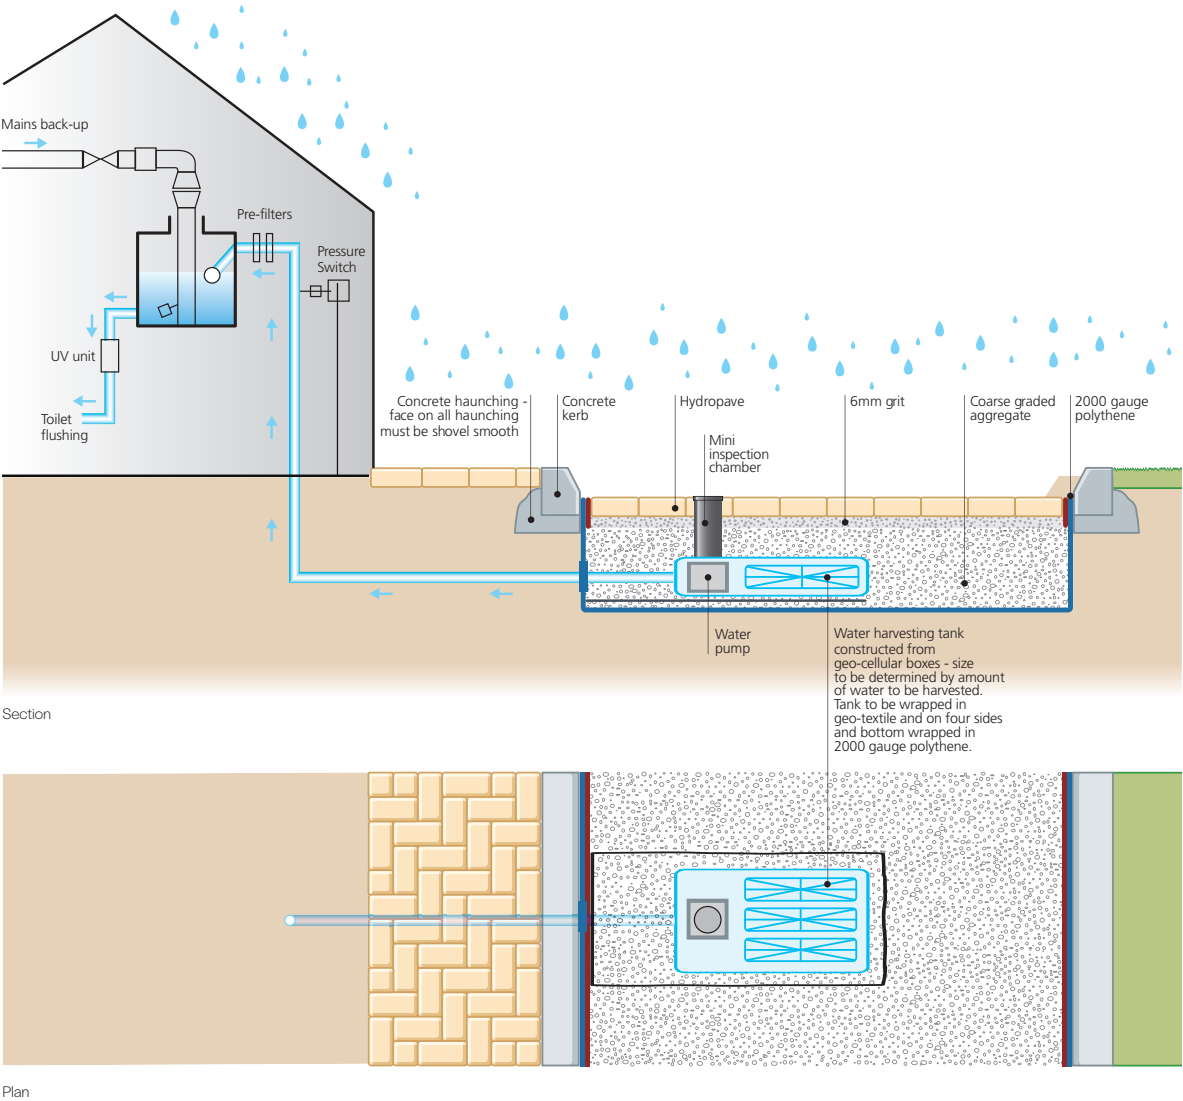 Mains back-up
Pre-filters
Pressure
Switch
UV unit
Toilet
flushing
Concrete haunching -
face on all haunching
must be shovel smooth
Concrete
kerb
Hydropave
Mini
inspection
chamber
6mm grit
Coarse graded
aggregate
2000 gauge
polythene
Water
pump
Water harvesting tank
constructed from
geo-cellular boxes - size
to be determined by amount
of water to be harvested.
Tank to be wrapped in
geo-textile and on four sides
and bottom wrapped in
2000 gauge polythene.
Section
Plan